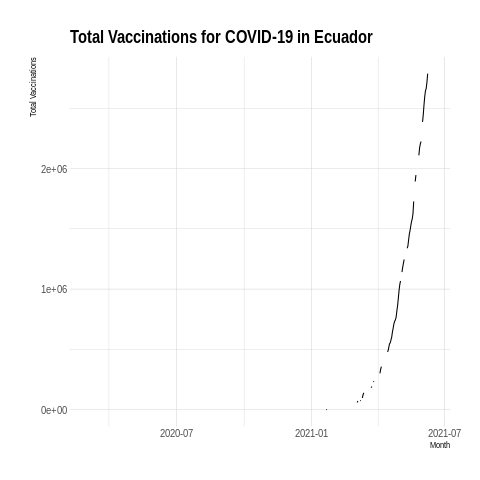 Total Vaccinations for COVID-19 in Ecuador
Total Vaccinations
2e+06
1e+06
0e+00
2020-07
2021-01
2021-07
Month